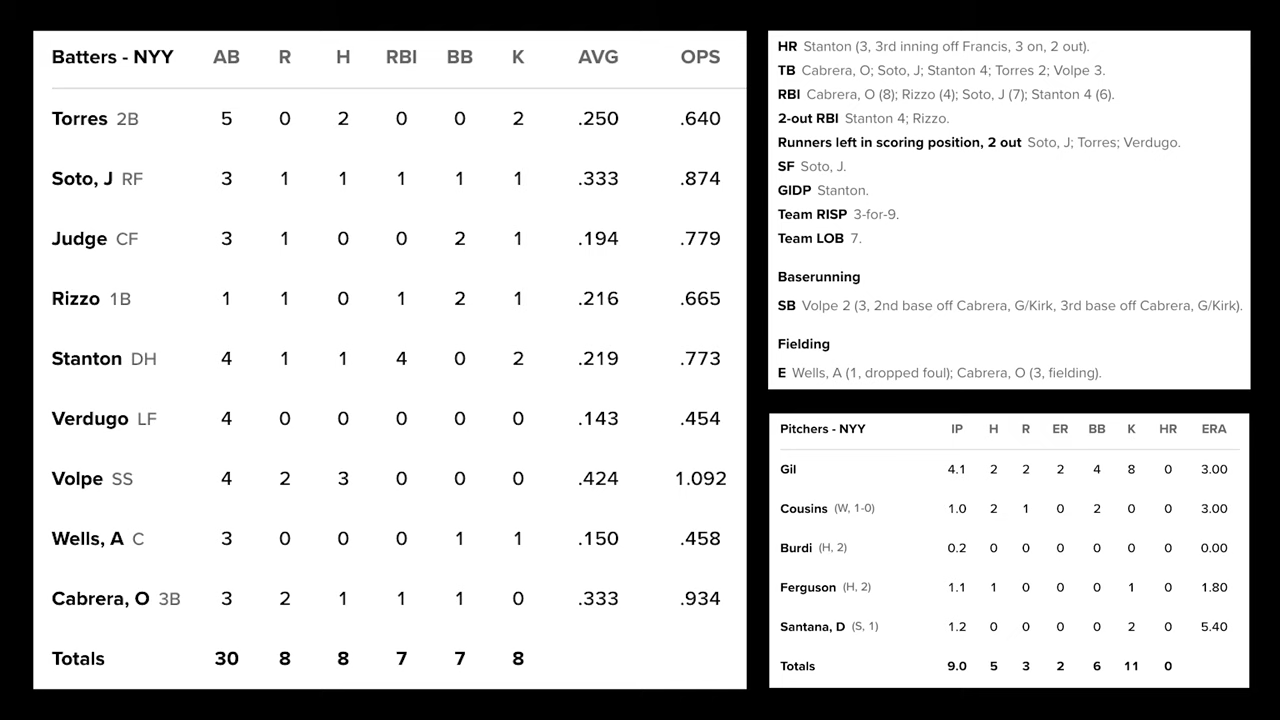 Batters - NYY AB R H RBI BB K AVG OPS
Torres 2B 5 0 2 0 0 2 .250 .640
Soto, J RF 3 1 1 1 1 1 .333 .874
Judge CF 3 1 0 0 2 1 .194 .779
Rizzo 1B 1 1 0 1 2 1 .216 .665
Stanton DH 4 1 1 4 0 2 .219 .773
Verdugo LF 4 0 0 0 0 0 .143 .454
Volpe SS 4 2 3 0 0 0 .424 1.092
Wells, A C 3 0 0 0 1 1 .150 .458
Cabrera, O 3B 3 2 1 1 1 0 .333 .934
Totals 30 8 8 7 7 8
HR Stanton (3, 3rd inning off Francis, 3 on, 2 out).
TB Cabrera, O; Soto, J; Stanton 4; Torres 2; Volpe 3.
RBI Cabrera, O (8); Rizzo (4); Soto, J (7); Stanton 4 (6).
2-out RBI Stanton 4; Rizzo.
Runners left in scoring position, 2 out Soto, J; Torres; Verdugo.
SF Soto, J.
GIDP Stanton.
Team RISP 3-for-9.
Team LOB 7.
Baserunning
SB Volpe 2 (3, 2nd base off Cabrera, G/Kirk, 3rd base off Cabrera, G/Kirk).
Fielding
E Wells, A (1, dropped foul); Cabrera, O (3, fielding).
Pitchers - NYY IP H R ER BB K HR ERA
Gil 4.1 2 2 2 4 8 0 3.00
Cousins (W, 1-0) 1.0 2 1 0 2 0 0 3.00
Burdi (H, 2) 0.2 0 0 0 0 0 0 0.00
Ferguson (H, 2) 1.1 1 0 0 0 1 0 1.80
Santana, D (S, 1) 1.2 0 0 0 0 2 0 5.40
Totals 9.0 5 3 2 6 11 0